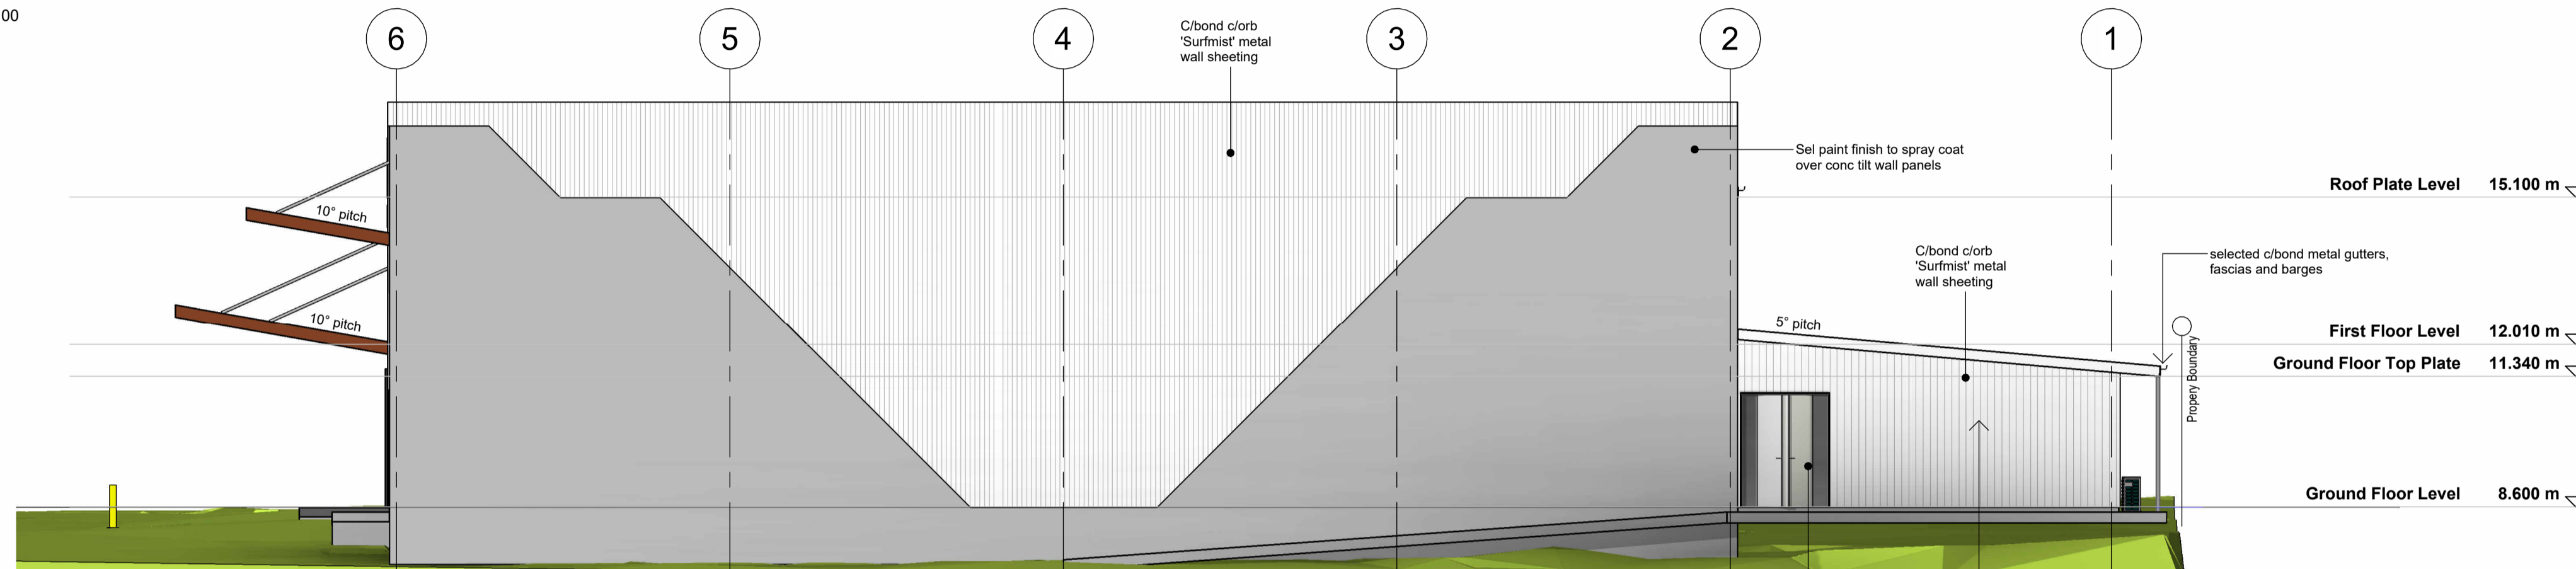 00
6
5
4
3
2
1
C/bond c/orb
'Surfmist' metal
wall sheeting
Sel paint finish to spray coat
over conc tilt wall panels
Roof Plate Level 15.100 m
10° pitch
C/bond c/orb
'Surfmist' metal
wall sheeting
selected c/bond metal gutters,
fascias and barges
10° pitch
5° pitch
First Floor Level 12.010 m
Ground Floor Top Plate 11.340 m
Propery Boundary
Ground Floor Level 8.600 m